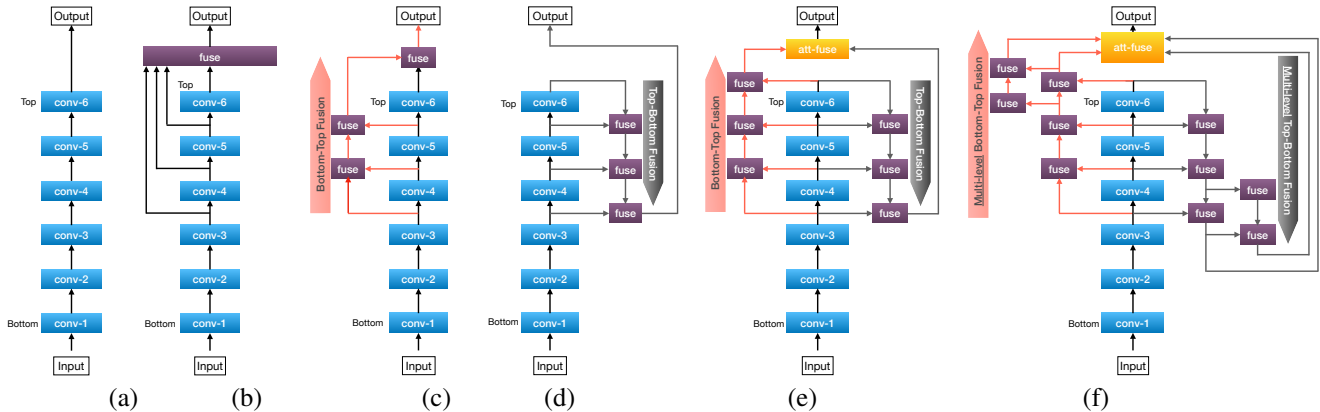 Output
Top
conv-6
conv-5
conv-4
conv-3
conv-2
Bottom
conv-1
Input
(a)
Output
fuse
Top
conv-6
conv-5
conv-4
conv-3
conv-2
Bottom
conv-1
Input
(b)
Output
fuse
Bottom-Top Fusion
Top
conv-6
fuse
conv-5
fuse
conv-4
conv-3
conv-2
Bottom
conv-1
Input
(c)
Output
Top
conv-6
Top-Bottom Fusion
fuse
conv-5
fuse
conv-4
fuse
conv-3
conv-2
Bottom
conv-1
Input
(d)
Output
att-fuse
Bottom-Top Fusion
fuse
Top
conv-6
Top-Bottom Fusion
fuse
fuse
conv-5
fuse
fuse
conv-4
fuse
conv-3
conv-2
Bottom
conv-1
Input
(e)
Output
att-fuse
Multi-level Bottom-Top Fusion
fuse
fuse
fuse
Top
conv-6
Multi-level Top-Bottom Fusion
fuse
fuse
conv-5
fuse
fuse
conv-4
fuse
fuse
conv-3
fuse
conv-2
Bottom
conv-1
Input
(f)